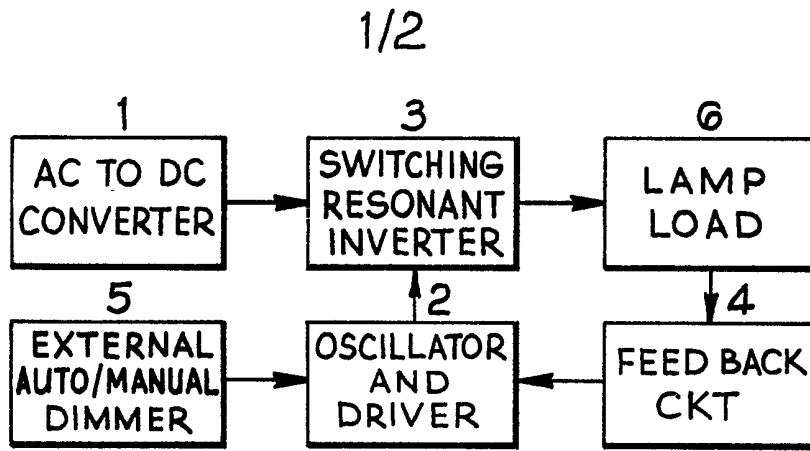 1/2
1
AC TO DC
CONVERTER
3
SWITCHING
RESONANT
INVERTER
6
LAMP
LOAD
5
EXTERNAL
AUTO/MANUAL
DIMMER
2
OSCILLATOR
AND
DRIVER
4
FEED BACK
CKT